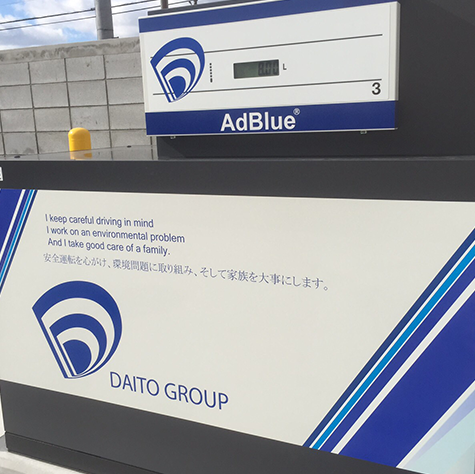 L
3
AdBlue®
I keep careful driving in mind
I work on an environmental problem
And I take good care of a family.
安全運転を心がけ、環境問題に取り組み、そして家族を大事にします。
DAITO GROUP